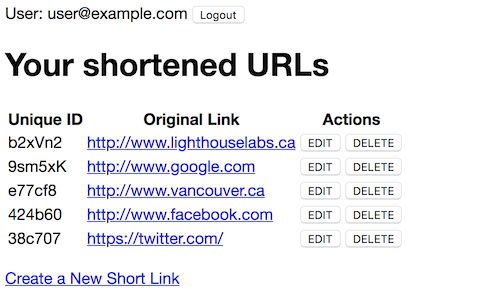 User: user@example.com Logout
Your shortened URLs
Unique ID Original Link Actions
b2xVn2 http://www.lighthouselabs.ca EDIT DELETE
9sm5xK http://www.google.com EDIT DELETE
e77cf8 http://www.vancouver.ca EDIT DELETE
424b60 http://www.facebook.com EDIT DELETE
38c707 https://twitter.com/ EDIT DELETE
Create a New Short Link